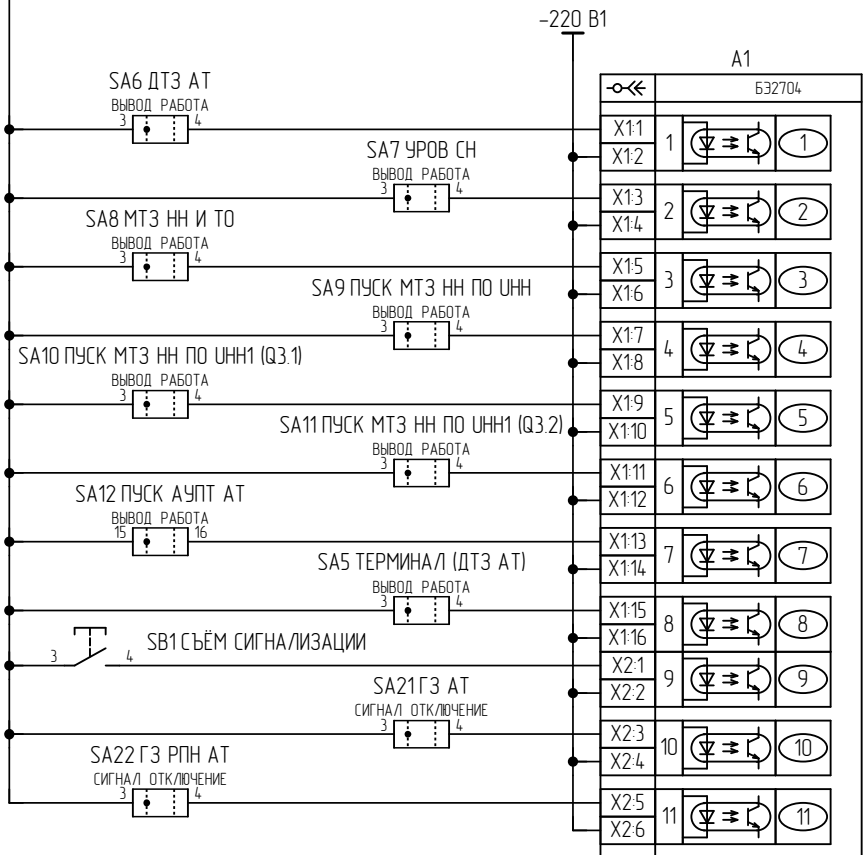 -220 В1
A1
БЭ2704
SA6 ДТЗ АТ
ВЫВОД РАБОТА
3 4
X1:1
X1:2
1 1
SA7 УРОВ СН
ВЫВОД РАБОТА
3 4
X1:3
X1:4
2 2
SA8 МТЗ НН И ТО
ВЫВОД РАБОТА
3 4
X1:5
X1:6
3 3
SA9 ПУСК МТЗ НН ПО UНН
ВЫВОД РАБОТА
3 4
X1:7
X1:8
4 4
SA10 ПУСК МТЗ НН ПО UНН1 (Q3.1)
ВЫВОД РАБОТА
3 4
X1:9
X1:10
5 5
SA11 ПУСК МТЗ НН ПО UНН1 (Q3.2)
ВЫВОД РАБОТА
3 4
X1:11
X1:12
6 6
SA12 ПУСК АУПТ АТ
ВЫВОД РАБОТА
15 16
X1:13
X1:14
7 7
SA5 ТЕРМИНАЛ (ДТЗ АТ)
ВЫВОД РАБОТА
3 4
X1:15
X1:16
8 8
SB1 СЪЁМ СИГНАЛИЗАЦИИ
3 4
X2:1
X2:2
9 9
SA21 ГЗ АТ
СИГНАЛ ОТКЛЮЧЕНИЕ
3 4
X2:3
X2:4
10 10
SA22 ГЗ РПН АТ
СИГНАЛ ОТКЛЮЧЕНИЕ
3 4
X2:5
X2:6
11 11